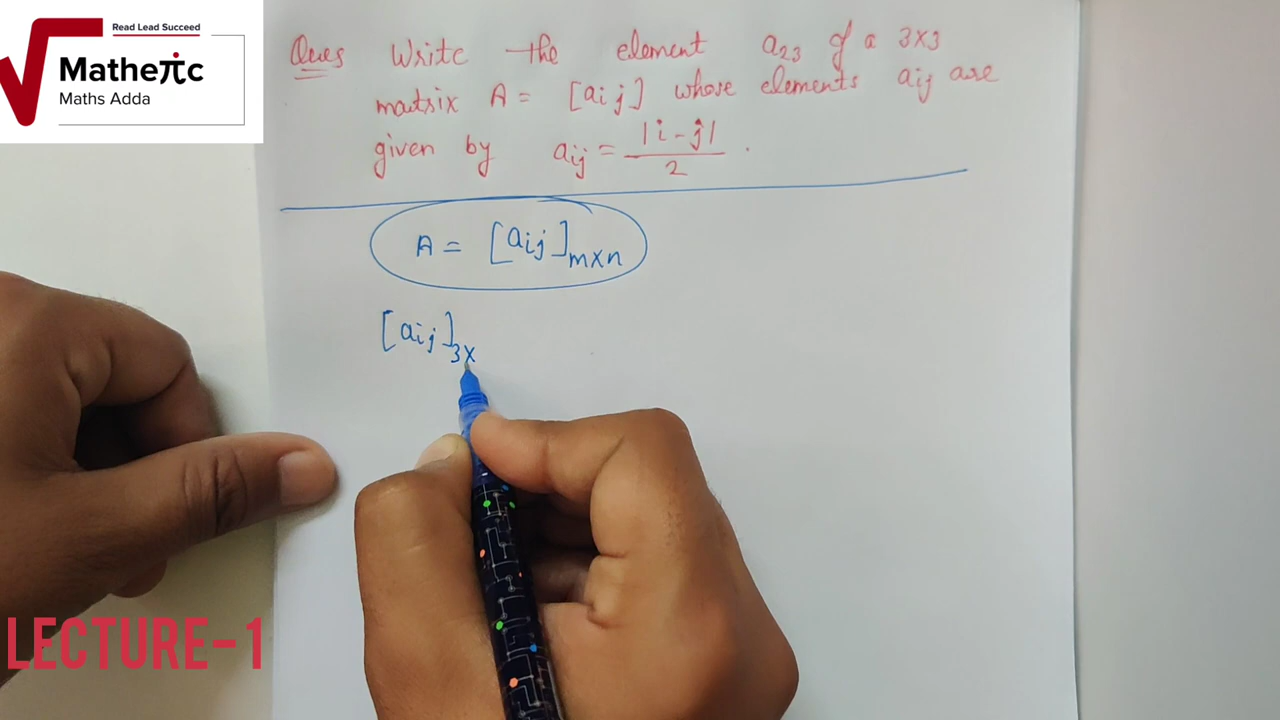 Read Lead Succeed
Matheπc
Maths Adda
Ques Write the element a₂₃ of a 3x3
matrix A = [aij] whose elements aij are
given by aij = |i - j| / 2 .
A = [aij]mxn
[aij]3x
LECTURE-1